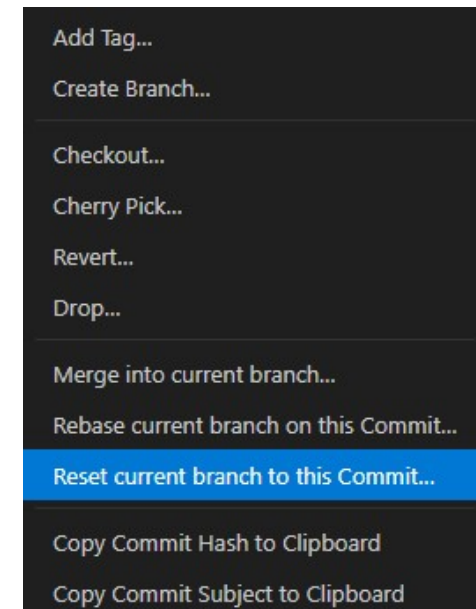 Add Tag...
Create Branch...
Checkout...
Cherry Pick...
Revert...
Drop...
Merge into current branch...
Rebase current branch on this Commit...
Reset current branch to this Commit...
Copy Commit Hash to Clipboard
Copy Commit Subject to Clipboard